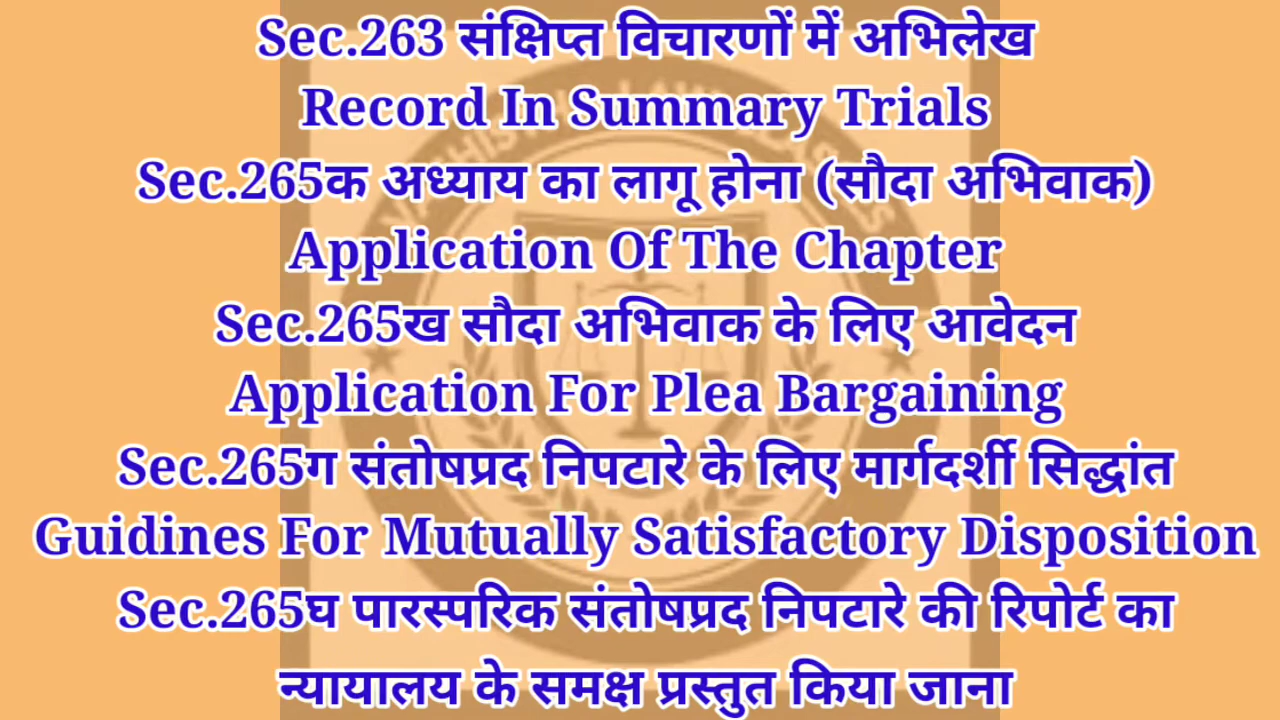 Sec.263 संक्षिप्त विचारणों में अभिलेख
Record In Summary Trials
Sec.265क अध्याय का लागू होना (सौदा अभिवाक)
Application Of The Chapter
Sec.265ख सौदा अभिवाक के लिए आवेदन
Application For Plea Bargaining
Sec.265ग संतोषप्रद निपटारे के लिए मार्गदर्शी सिद्धांत
Guidines For Mutually Satisfactory Disposition
Sec.265घ पारस्परिक संतोषप्रद निपटारे की रिपोर्ट का
न्यायालय के समक्ष प्रस्तुत किया जाना